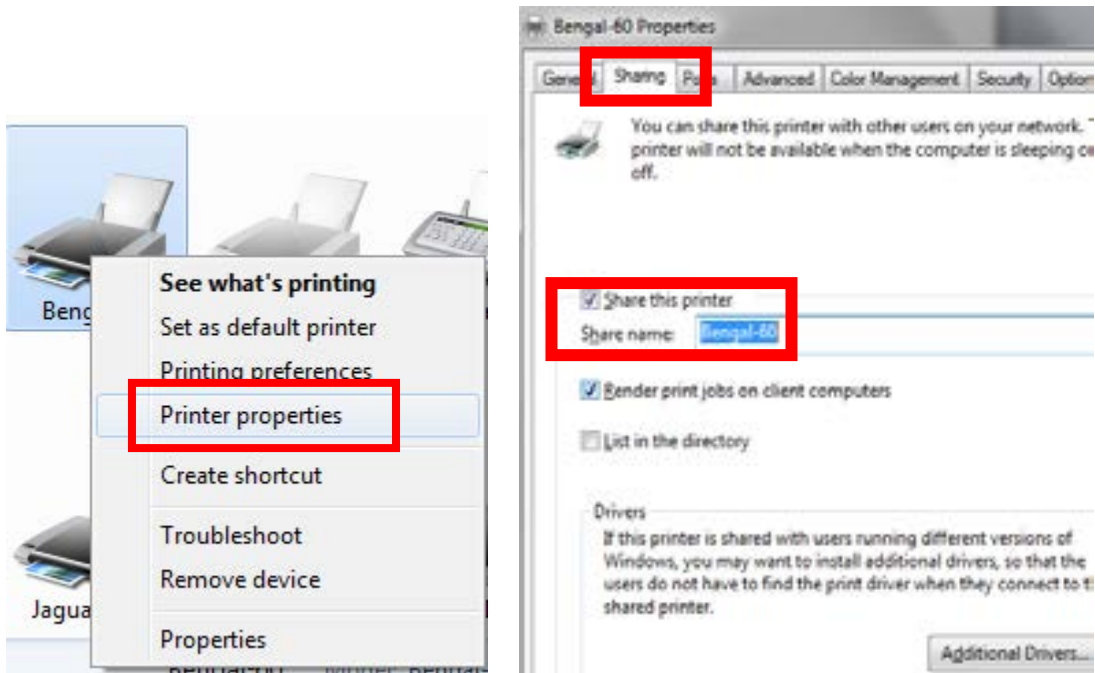 Beng
See what's printing
Set as default printer
Printing preferences
Printer properties
Create shortcut
Troubleshoot
Remove device
Properties
Jagua
Bengal-60 Properties
General Sharing Ports Advanced Color Management Security Option
You can share this printer with other users on your network. T
printer will not be available when the computer is sleeping or
off.
Share this printer
Share name: Bengal-60
Render print jobs on client computers
List in the directory
Drivers
If this printer is shared with users running different versions of
Windows, you may want to install additional drivers, so that the
users do not have to find the print driver when they connect to t
shared printer.
Additional Drivers...